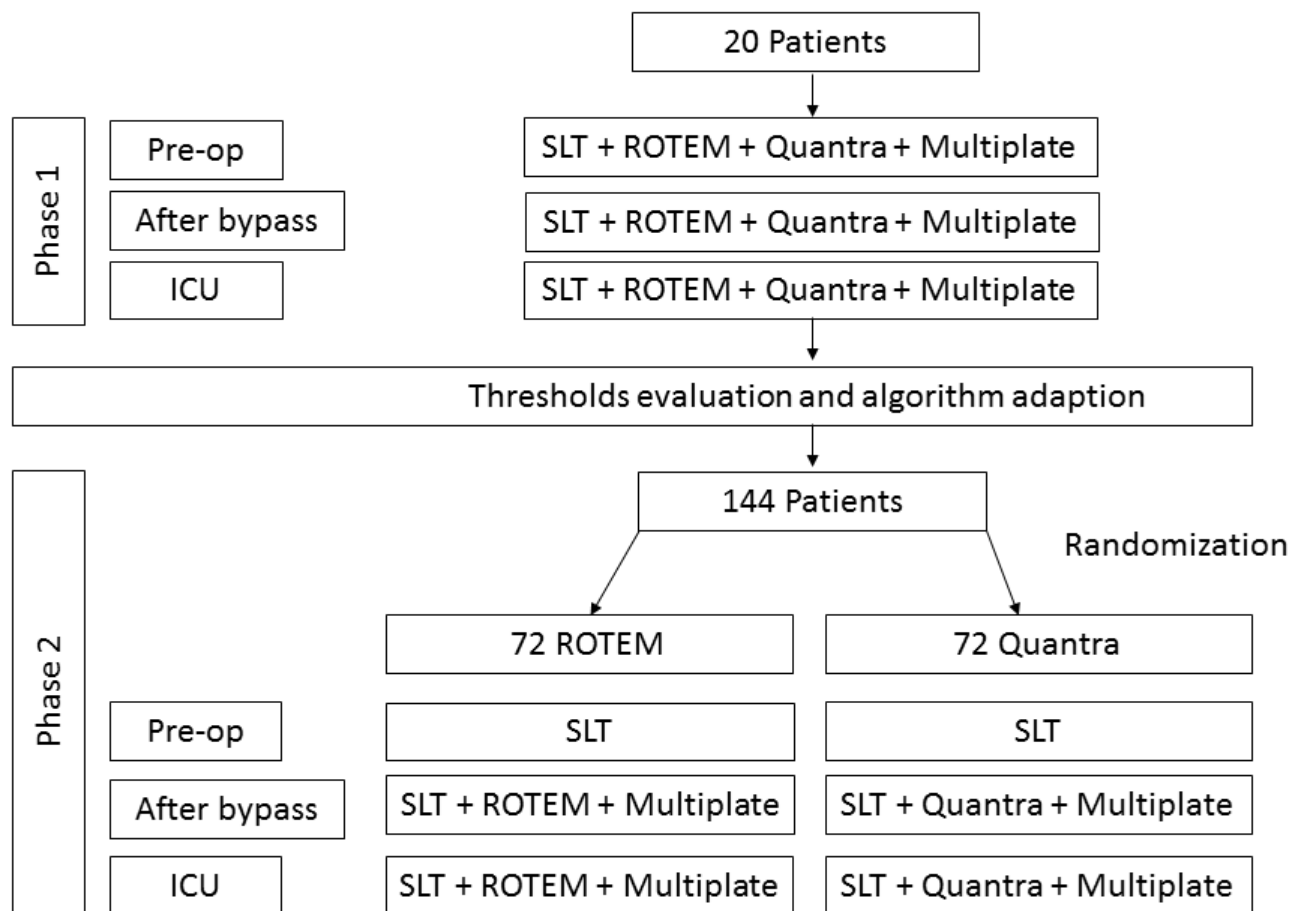 20 Patients
Phase 1
Pre-op
SLT + ROTEM + Quantra + Multiplate
After bypass
SLT + ROTEM + Quantra + Multiplate
ICU
SLT + ROTEM + Quantra + Multiplate
Thresholds evaluation and algorithm adaption
Phase 2
144 Patients
Randomization
72 ROTEM
72 Quantra
Pre-op
SLT
SLT
After bypass
SLT + ROTEM + Multiplate
SLT + Quantra + Multiplate
ICU
SLT + ROTEM + Multiplate
SLT + Quantra + Multiplate